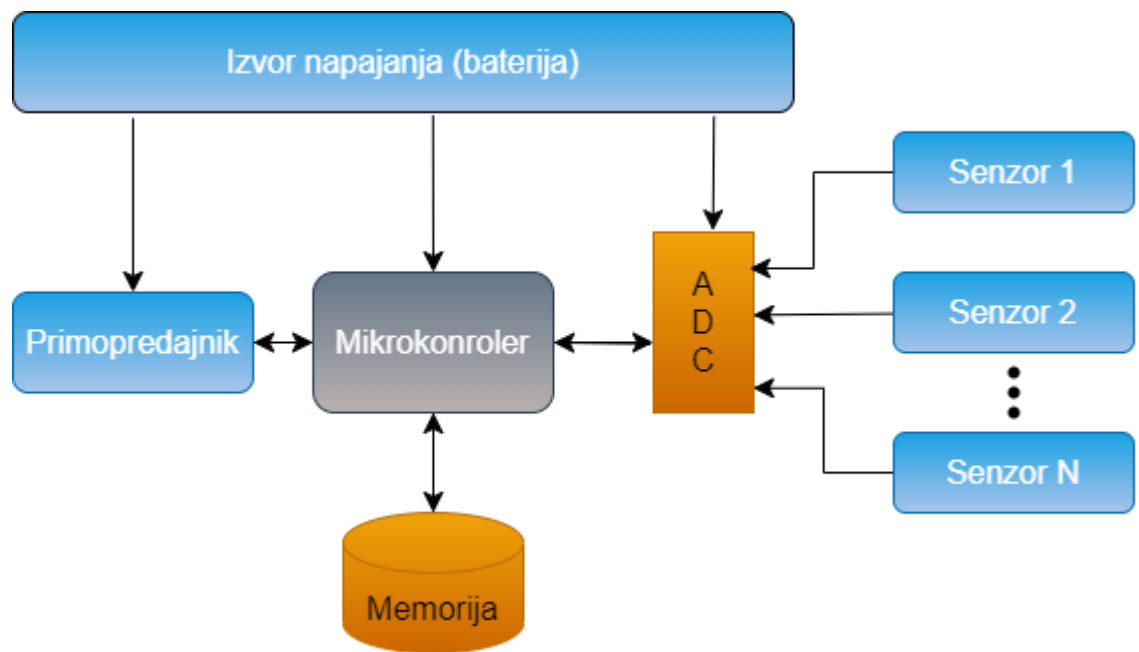 Izvor napajanja (baterija)
Senzor 1
A
D
C
Senzor 2
Primopredajnik
Mikrokonroler
Senzor N
Memorija